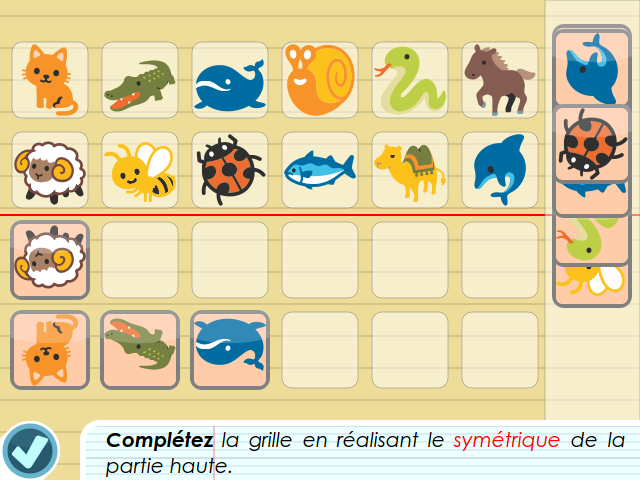 Complétez la grille en réalisant le symétrique de la
partie haute.